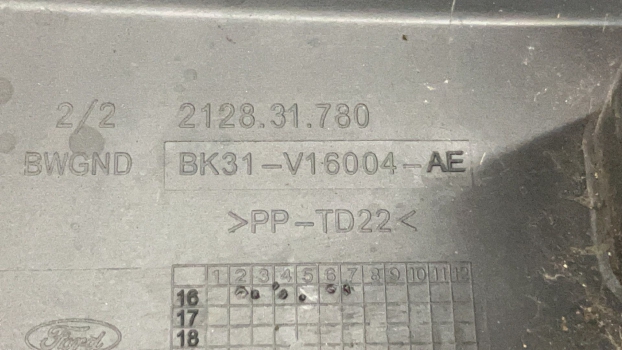 2/2 2128.31.780
BWGND BK31-V16004-AE
>PP-TD22<
1 2 3 4 5 6 7 8 9 10 11 12
16
17
18
Ford